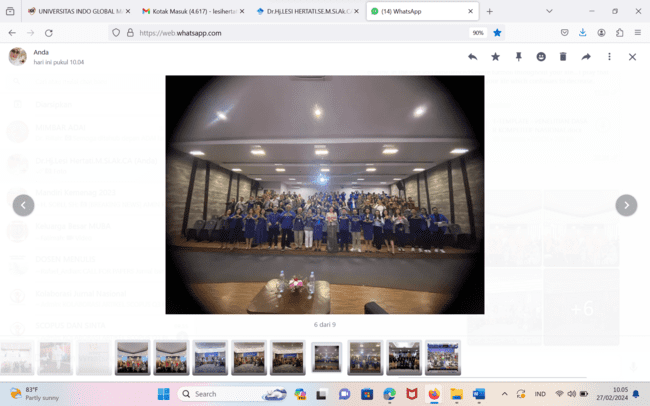 UNIVERSITAS INDO GLOBAL M
Kotak Masuk (4.617) - lesiherta
Dr.Hj.LESI HERTATI,SE.M.Si,Ak.C
(14) WhatsApp
https://web.whatsapp.com
90%
Anda
hari ini pukul 10.04
+6
6 dari 9
83°F
Partly sunny
Search
IND
10.05
27/02/2024